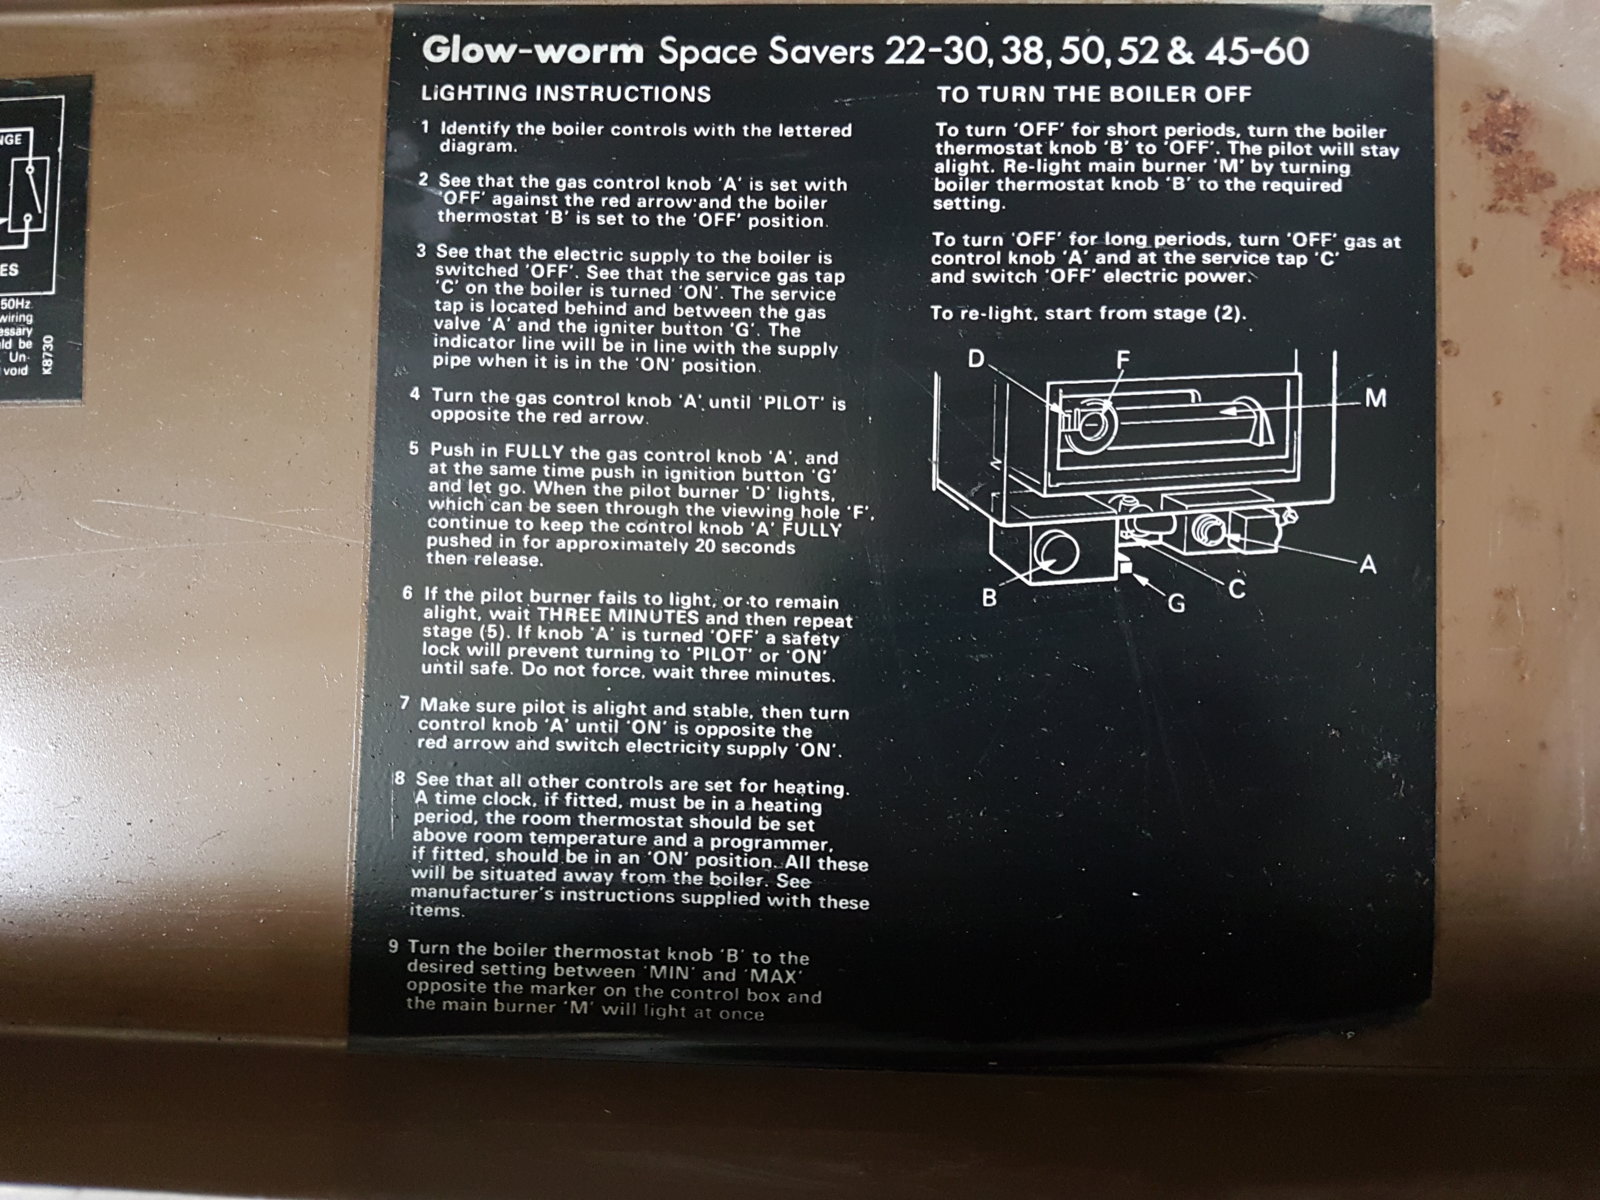 NGE
ES
50Hz.
wiring
essary
ld be
Un-
void
K8730
Glow-worm Space Savers 22-30, 38, 50, 52 & 45-60
LIGHTING INSTRUCTIONS
1 Identify the boiler controls with the lettered
diagram.
2 See that the gas control knob 'A' is set with
'OFF' against the red arrow and the boiler
thermostat 'B' is set to the 'OFF' position.
3 See that the electric supply to the boiler is
switched 'OFF'. See that the service gas tap
'C' on the boiler is turned 'ON'. The service
tap is located behind and between the gas
valve 'A' and the igniter button 'G'. The
indicator line will be in line with the supply
pipe when it is in the 'ON' position.
4 Turn the gas control knob 'A' until 'PILOT' is
opposite the red arrow.
5 Push in FULLY the gas control knob 'A', and
at the same time push in ignition button 'G'
and let go. When the pilot burner 'D' lights,
which can be seen through the viewing hole 'F',
continue to keep the control knob 'A' FULLY
pushed in for approximately 20 seconds
then release.
6 If the pilot burner fails to light, or to remain
alight, wait THREE MINUTES and then repeat
stage (5). If knob 'A' is turned 'OFF' a safety
lock will prevent turning to 'PILOT' or 'ON'
until safe. Do not force, wait three minutes.
7 Make sure pilot is alight and stable, then turn
control knob 'A' until 'ON' is opposite the
red arrow and switch electricity supply 'ON'.
8 See that all other controls are set for heating.
A time clock, if fitted, must be in a heating
period, the room thermostat should be set
above room temperature and a programmer,
if fitted, should be in an 'ON' position. All these
will be situated away from the boiler. See
manufacturer's instructions supplied with these
items.
9 Turn the boiler thermostat knob 'B' to the
desired setting between 'MIN' and 'MAX'
opposite the marker on the control box and
the main burner 'M' will light at once
TO TURN THE BOILER OFF
To turn 'OFF' for short periods, turn the boiler
thermostat knob 'B' to 'OFF'. The pilot will stay
alight. Re-light main burner 'M' by turning
boiler thermostat knob 'B' to the required
setting.
To turn 'OFF' for long periods, turn 'OFF' gas at
control knob 'A' and at the service tap 'C'
and switch 'OFF' electric power.
To re-light, start from stage (2).
D
F
M
A
B
C
G